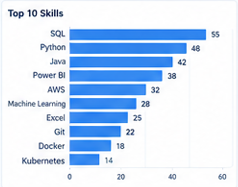 Top 10 Skills
SQL 55
Python 48
Java 42
Power BI 38
AWS 32
Machine Learning 28
Excel 25
Git 22
Docker 18
Kubernetes 14
0 20 40 60